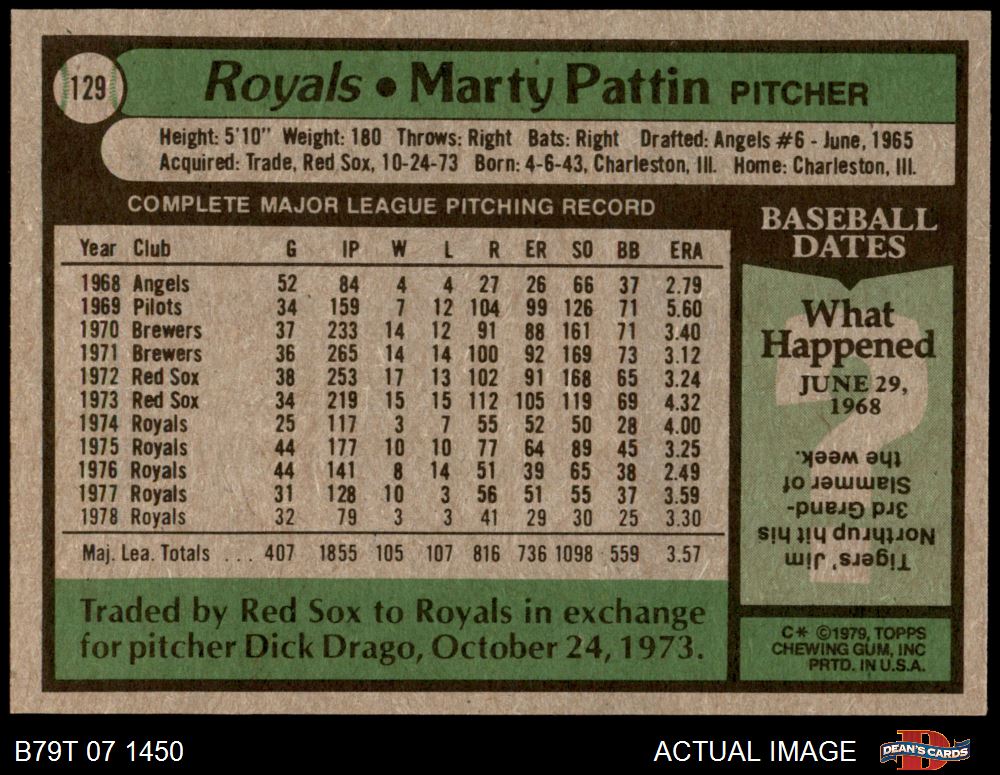 129
Royals • Marty Pattin PITCHER
Height: 5'10" Weight: 180 Throws: Right Bats: Right Drafted: Angels #6 - June, 1965
Acquired: Trade, Red Sox, 10-24-73 Born: 4-6-43, Charleston, Ill. Home: Charleston, Ill.
COMPLETE MAJOR LEAGUE PITCHING RECORD
Year Club G IP W L R ER SO BB ERA
1968 Angels 52 84 4 4 27 26 66 37 2.79
1969 Pilots 34 159 7 12 104 99 126 71 5.60
1970 Brewers 37 233 14 12 91 88 161 71 3.40
1971 Brewers 36 265 14 14 100 92 169 73 3.12
1972 Red Sox 38 253 17 13 102 91 168 65 3.24
1973 Red Sox 34 219 15 15 112 105 119 69 4.32
1974 Royals 25 117 3 7 55 52 50 28 4.00
1975 Royals 44 177 10 10 77 64 89 45 3.25
1976 Royals 44 141 8 14 51 39 65 38 2.49
1977 Royals 31 128 10 3 56 51 55 37 3.59
1978 Royals 32 79 3 3 41 29 30 25 3.30
Maj. Lea. Totals ... 407 1855 105 107 816 736 1098 559 3.57
Traded by Red Sox to Royals in exchange
for pitcher Dick Drago, October 24, 1973.
BASEBALL
DATES
What
Happened
JUNE 29,
1968
Tigers' Jim
Northrup hit his
3rd Grand-
Slammer of
the week.
C* ©1979, TOPPS
CHEWING GUM, INC
PRTD. IN U.S.A.
B79T 07 1450
ACTUAL IMAGE
DEAN'S CARDS